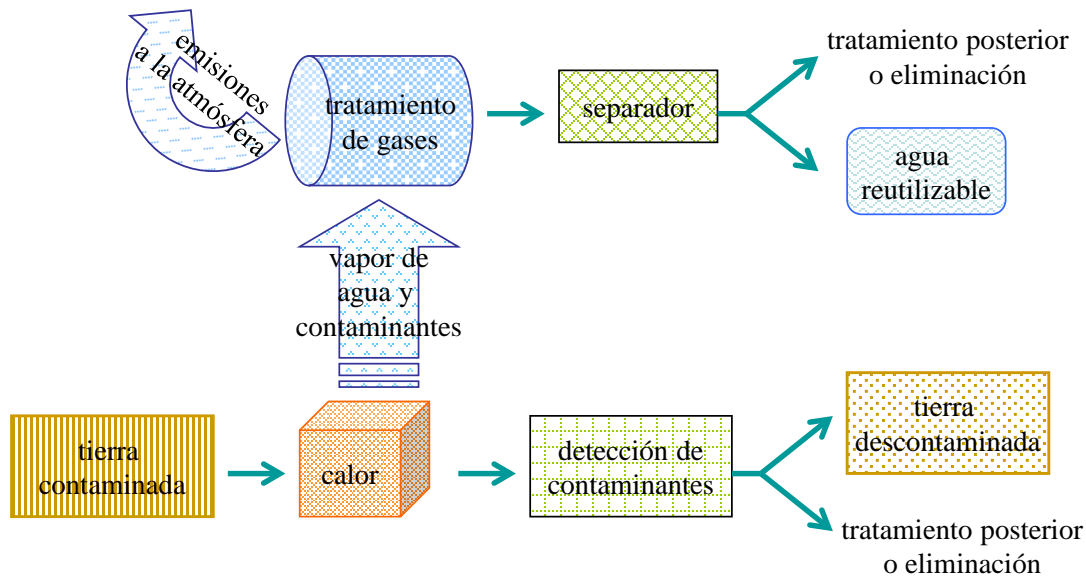 emisiones
a la atmósfera
tratamiento
de gases
separador
tratamiento posterior
o eliminación
agua
reutilizable
vapor de
agua y
contaminantes
tierra
contaminada
calor
detección de
contaminantes
tierra
descontaminada
tratamiento posterior
o eliminación